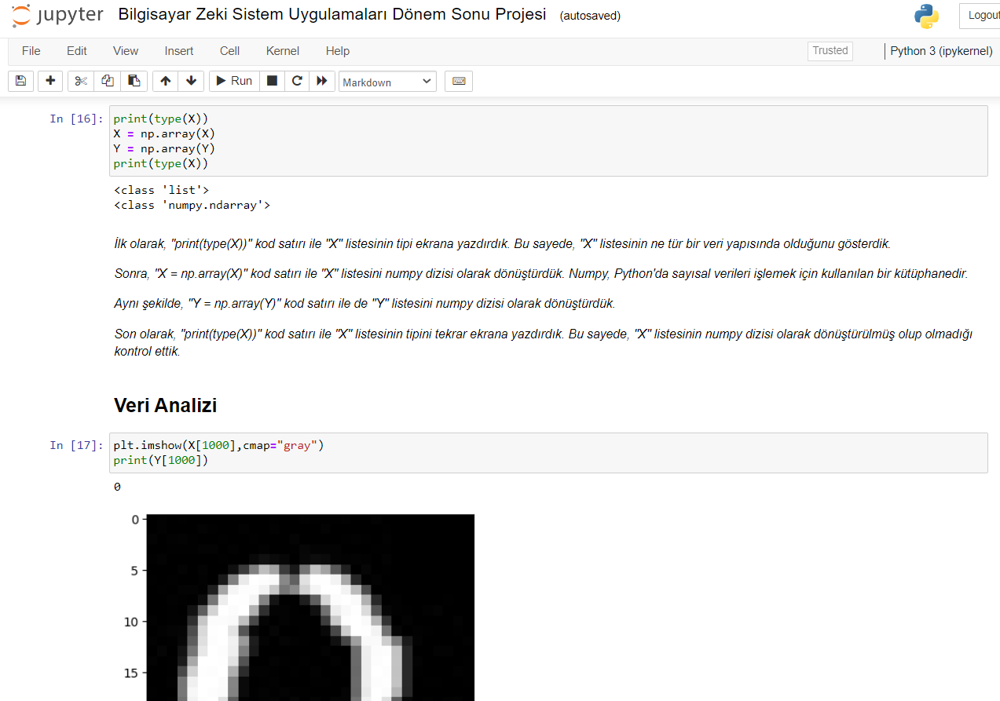 jupyter Bilgisayar Zeki Sistem Uygulamaları Dönem Sonu Projesi (autosaved)
Logout
File Edit View Insert Cell Kernel Help
Trusted
Python 3 (ipykernel)
Run
Markdown
In [16]:
print(type(X))
X = np.array(X)
Y = np.array(Y)
print(type(X))
<class 'list'>
<class 'numpy.ndarray'>
İlk olarak, "print(type(X))" kod satırı ile "X" listesinin tipi ekrana yazdırdık. Bu sayede, "X" listesinin ne tür bir veri yapısında olduğunu gösterdik.
Sonra, "X = np.array(X)" kod satırı ile "X" listesini numpy dizisi olarak dönüştürdük. Numpy, Python'da sayısal verileri işlemek için kullanılan bir kütüphanedir.
Aynı şekilde, "Y = np.array(Y)" kod satırı ile de "Y" listesini numpy dizisi olarak dönüştürdük.
Son olarak, "print(type(X))" kod satırı ile "X" listesinin tipini tekrar ekrana yazdırdık. Bu sayede, "X" listesinin numpy dizisi olarak dönüştürülmüş olup olmadığı
kontrol ettik.
Veri Analizi
In [17]:
plt.imshow(X[1000],cmap="gray")
print(Y[1000])
0
0
5
10
15